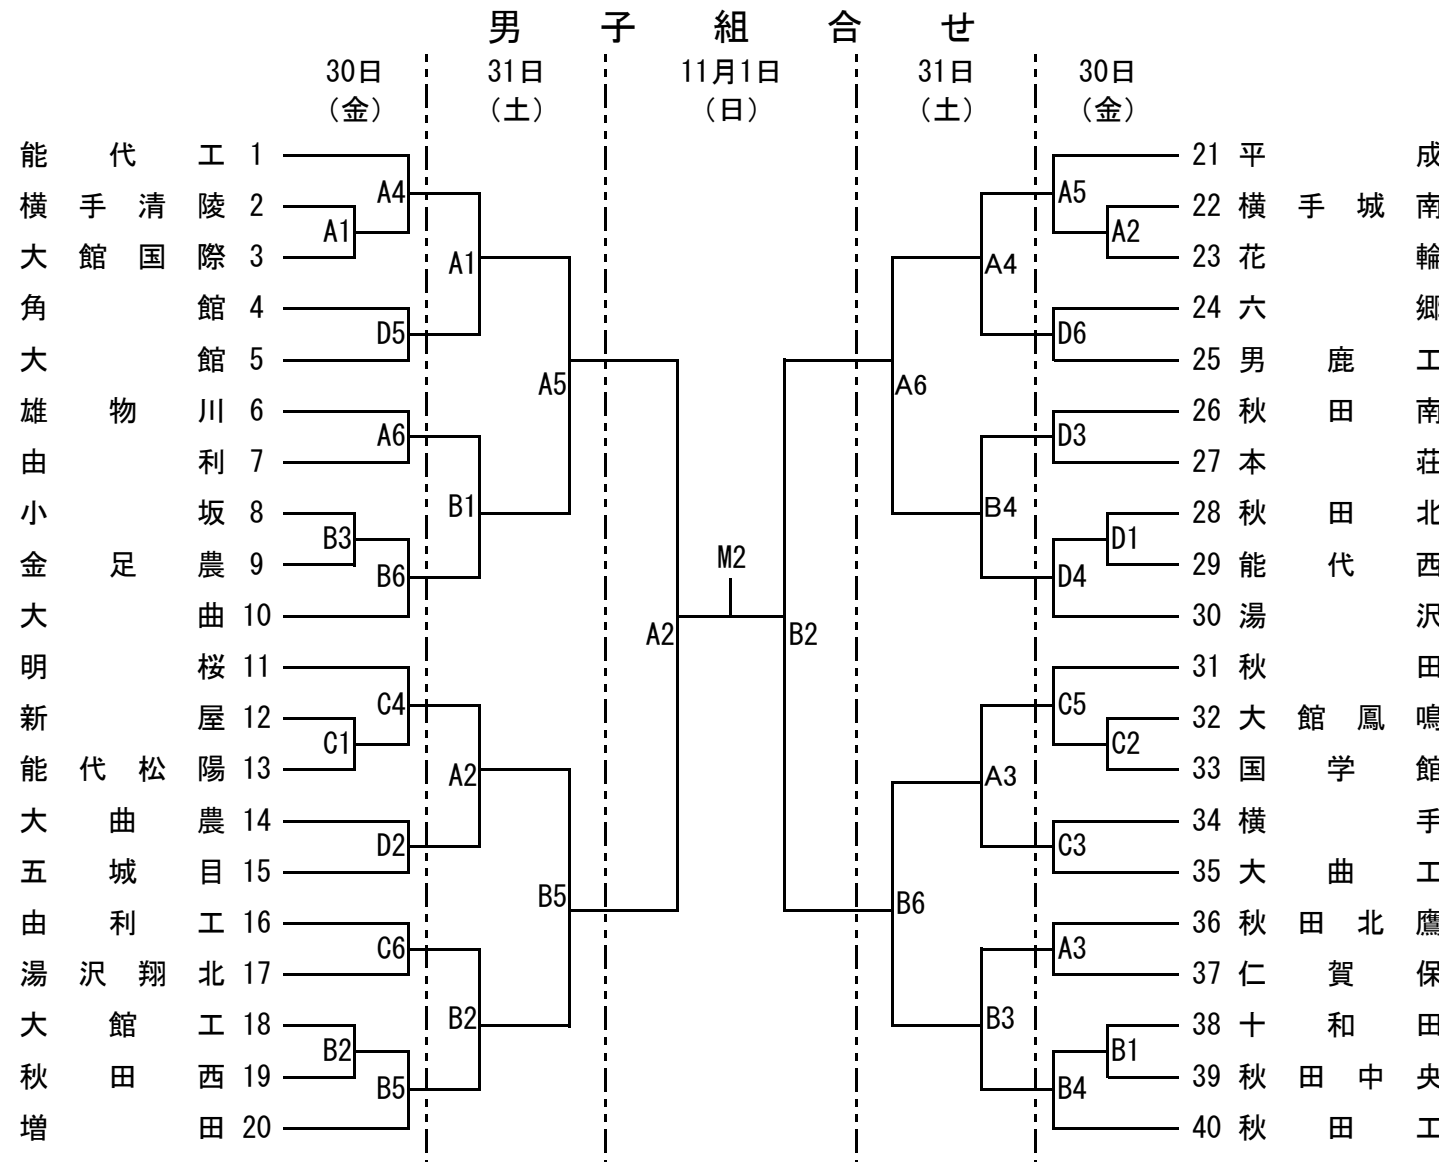 男子組合せ
30日 31日 11月1日 31日 30日
(金) (土) (日) (土) (金)
能代工 1 21 平成
A4 A5
横手清陵 2 22 横手城南
A1 A2
大館国際 3 23 花輪
A1 A4
角館 4 24 六郷
D5 D6
大館 5 25 男鹿工
A5 A6
雄物川 6 26 秋田南
A6 D3
由利 7 27 本荘
小坂 8 B1 B4 28 秋田北
B3 D1
金足農 9 M2 29 能代西
B6 D4
大曲 10 30 湯沢
A2 B2
明桜 11 31 秋田
C4 C5
新屋 12 32 大館鳳鳴
C1 C2
能代松陽 13 A2 A3 33 国学館
大曲農 14 34 横手
D2 C3
五城目 15 35 大曲工
B5 B6
由利工 16 36 秋田北鷹
C6 A3
湯沢翔北 17 37 仁賀保
大館工 18 B2 B3 38 十和田
B2 B1
秋田西 19 39 秋田中央
B5 B4
増田 20 40 秋田工